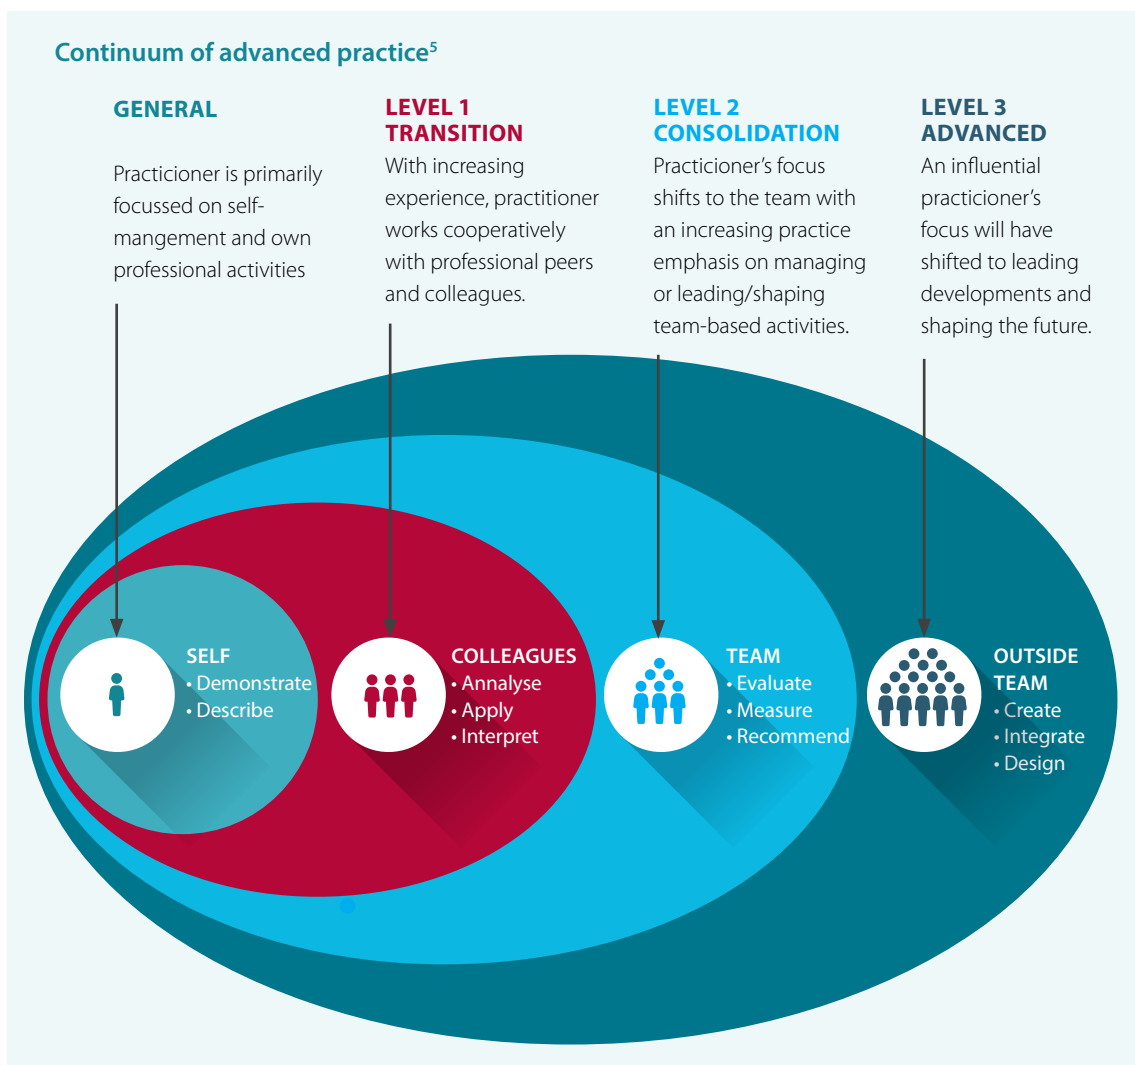 Continuum of advanced practice5
GENERAL
Practicioner is primarily
focussed on self-
mangement and own
professional activities
LEVEL 1
TRANSITION
With increasing
experience, practitioner
works cooperatively
with professional peers
and colleagues.
LEVEL 2
CONSOLIDATION
Practicioner's focus
shifts to the team with
an increasing practice
emphasis on managing
or leading/shaping
team-based activities.
LEVEL 3
ADVANCED
An influential
practicioner's
focus will have
shifted to leading
developments and
shaping the future.
SELF
• Demonstrate
• Describe
COLLEAGUES
• Annalyse
• Apply
• Interpret
TEAM
• Evaluate
• Measure
• Recommend
OUTSIDE
TEAM
• Create
• Integrate
• Design